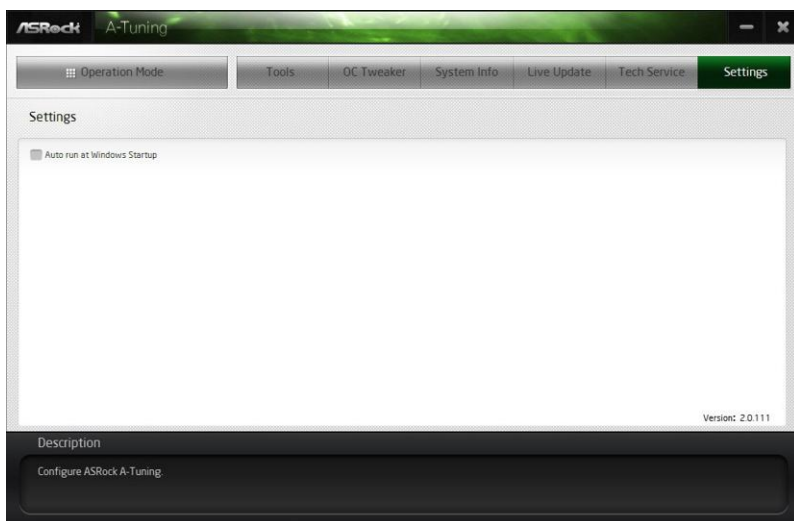 ASRock A-Tuning
Operation Mode Tools OC Tweaker System Info Live Update Tech Service Settings
Settings
Auto run at Windows Startup
Version: 2.0.111
Description
Configure ASRock A-Tuning.